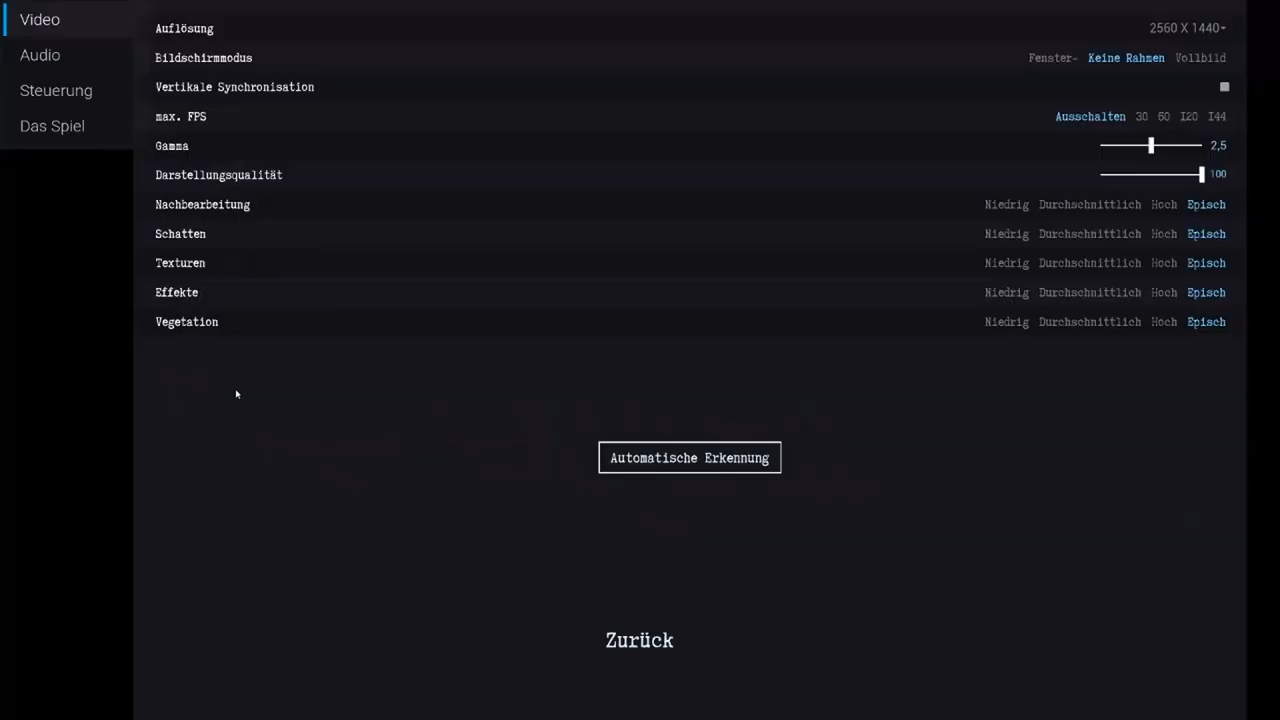 Video
Audio
Steuerung
Das Spiel
Auflösung 2560 X 1440
Bildschirmmodus Fenster- Keine Rahmen Vollbild
Vertikale Synchronisation
max. FPS Ausschalten 30 60 120 144
Gamma 2,5
Darstellungsqualität 100
Nachbearbeitung Niedrig Durchschnittlich Hoch Episch
Schatten Niedrig Durchschnittlich Hoch Episch
Texturen Niedrig Durchschnittlich Hoch Episch
Effekte Niedrig Durchschnittlich Hoch Episch
Vegetation Niedrig Durchschnittlich Hoch Episch
Automatische Erkennung
Zurück